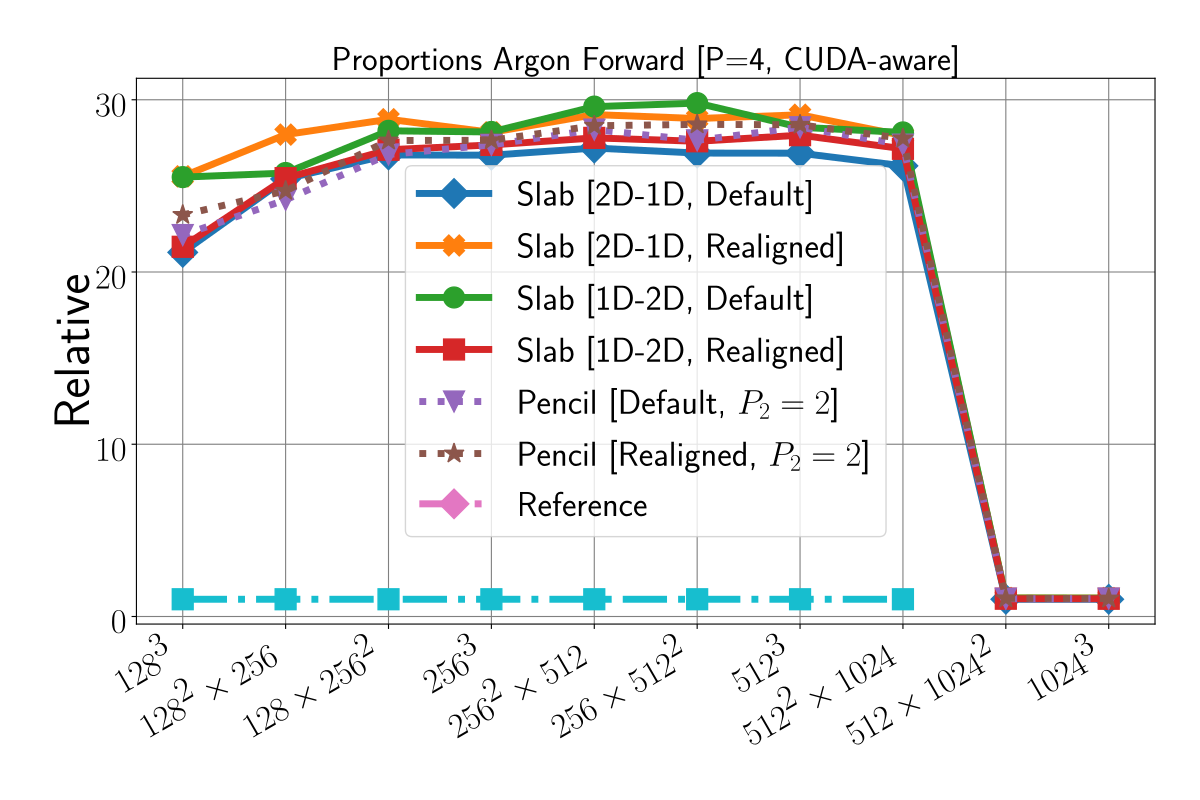 Proportions Argon Forward [P=4, CUDA-aware]
Relative
30
20
10
0
Slab [2D-1D, Default]
Slab [2D-1D, Realigned]
Slab [1D-2D, Default]
Slab [1D-2D, Realigned]
Pencil [Default, P₂ = 2]
Pencil [Realigned, P₂ = 2]
Reference
128³
128² × 256
128 × 256²
256³
256² × 512
256 × 512²
512³
512² × 1024
512 × 1024²
1024³